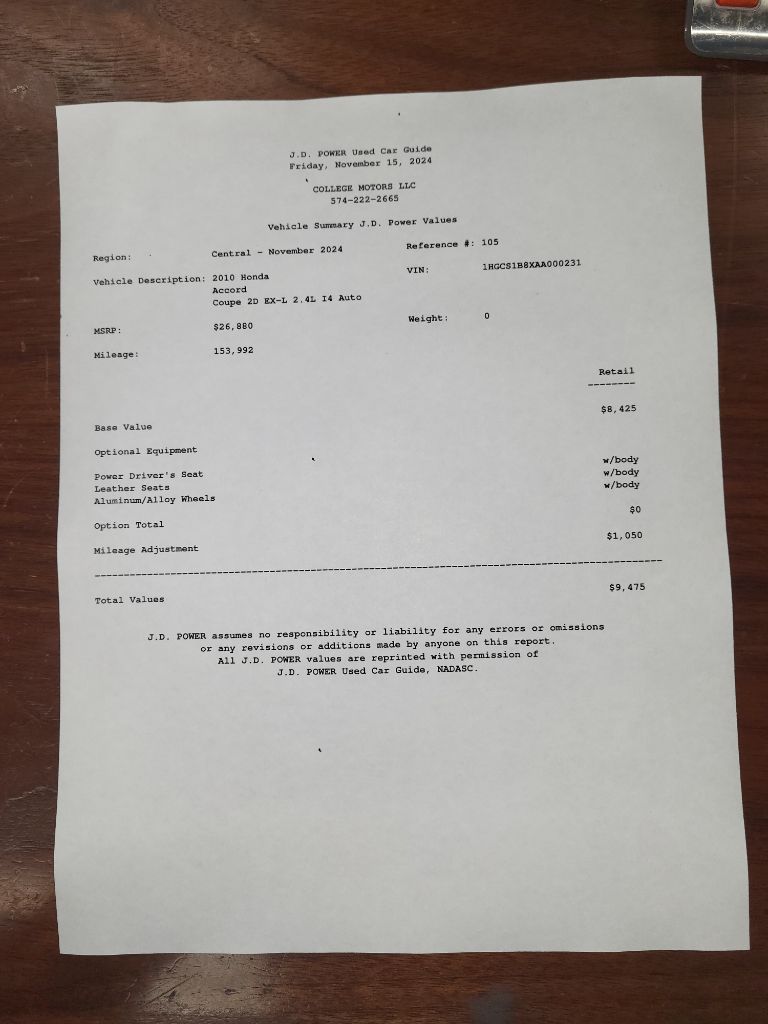 J.D. POWER Used Car Guide
Friday, November 15, 2024
COLLEGE MOTORS LLC
574-222-2665
Vehicle Summary J.D. Power Values
Region: Central - November 2024 Reference #: 105
Vehicle Description: 2010 Honda VIN: 1HGCS1B8XAA000231
Accord
Coupe 2D EX-L 2.4L I4 Auto
MSRP: $26,880 Weight: 0
Mileage: 153,992
Retail
--------
Base Value $8,425
Optional Equipment
Power Driver's Seat w/body
Leather Seats w/body
Aluminum/Alloy Wheels w/body
Option Total $0
Mileage Adjustment $1,050
Total Values $9,475
J.D. POWER assumes no responsibility or liability for any errors or omissions
or any revisions or additions made by anyone on this report.
All J.D. POWER values are reprinted with permission of
J.D. POWER Used Car Guide, NADASC.